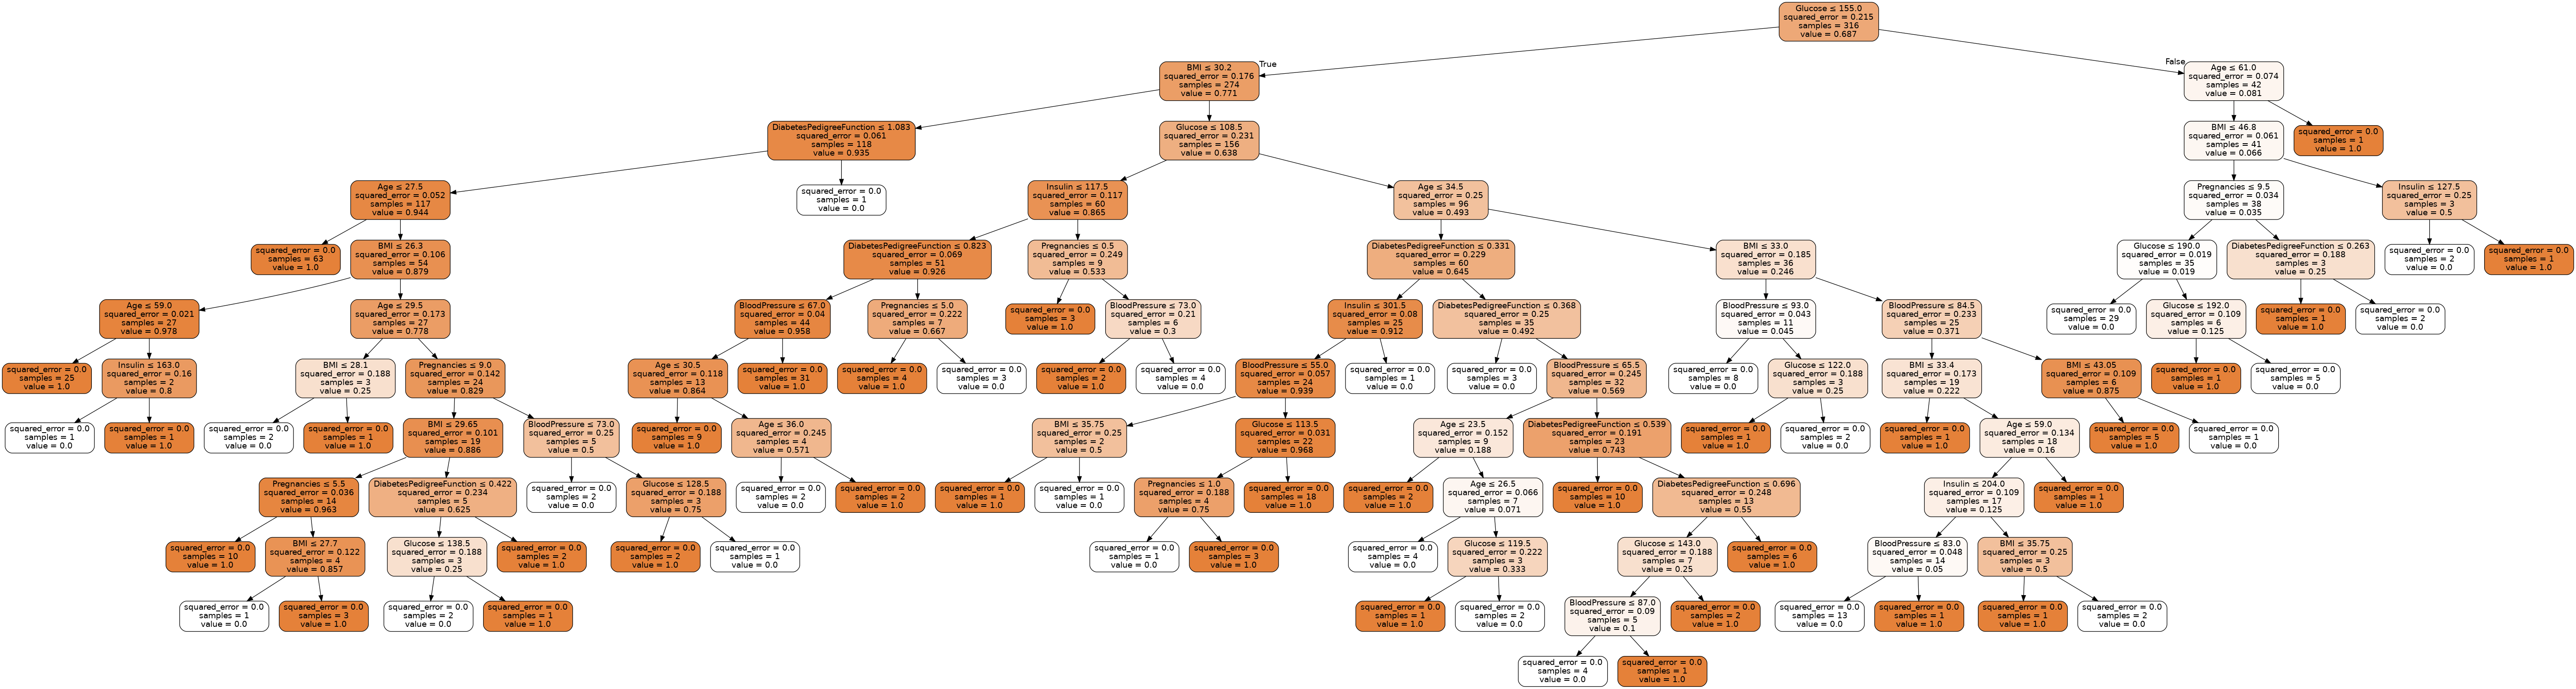 Glucose ≤ 155.0
squared_error = 0.215
samples = 316
value = 0.687
True
False
BMI ≤ 30.2
squared_error = 0.176
samples = 274
value = 0.771
Age ≤ 61.0
squared_error = 0.074
samples = 42
value = 0.081
DiabetesPedigreeFunction ≤ 1.083
squared_error = 0.061
samples = 118
value = 0.935
Glucose ≤ 108.5
squared_error = 0.231
samples = 156
value = 0.638
BMI ≤ 46.8
squared_error = 0.061
samples = 41
value = 0.066
squared_error = 0.0
samples = 1
value = 1.0
Age ≤ 27.5
squared_error = 0.052
samples = 117
value = 0.944
squared_error = 0.0
samples = 1
value = 0.0
Insulin ≤ 117.5
squared_error = 0.117
samples = 60
value = 0.865
Age ≤ 34.5
squared_error = 0.25
samples = 96
value = 0.493
Pregnancies ≤ 9.5
squared_error = 0.034
samples = 38
value = 0.035
Insulin ≤ 127.5
squared_error = 0.25
samples = 3
value = 0.5
squared_error = 0.0
samples = 63
value = 1.0
BMI ≤ 26.3
squared_error = 0.106
samples = 54
value = 0.879
DiabetesPedigreeFunction ≤ 0.823
squared_error = 0.069
samples = 51
value = 0.926
Pregnancies ≤ 0.5
squared_error = 0.249
samples = 9
value = 0.533
DiabetesPedigreeFunction ≤ 0.331
squared_error = 0.229
samples = 60
value = 0.645
BMI ≤ 33.0
squared_error = 0.185
samples = 36
value = 0.246
Glucose ≤ 190.0
squared_error = 0.019
samples = 35
value = 0.019
DiabetesPedigreeFunction ≤ 0.263
squared_error = 0.188
samples = 3
value = 0.25
squared_error = 0.0
samples = 2
value = 0.0
squared_error = 0.0
samples = 1
value = 1.0
Age ≤ 59.0
squared_error = 0.021
samples = 27
value = 0.978
Age ≤ 29.5
squared_error = 0.173
samples = 27
value = 0.778
BloodPressure ≤ 67.0
squared_error = 0.04
samples = 44
value = 0.958
Pregnancies ≤ 5.0
squared_error = 0.222
samples = 7
value = 0.667
squared_error = 0.0
samples = 3
value = 1.0
BloodPressure ≤ 73.0
squared_error = 0.21
samples = 6
value = 0.3
Insulin ≤ 301.5
squared_error = 0.08
samples = 25
value = 0.912
DiabetesPedigreeFunction ≤ 0.368
squared_error = 0.25
samples = 35
value = 0.492
BloodPressure ≤ 93.0
squared_error = 0.043
samples = 11
value = 0.045
BloodPressure ≤ 84.5
squared_error = 0.233
samples = 25
value = 0.371
squared_error = 0.0
samples = 29
value = 0.0
Glucose ≤ 192.0
squared_error = 0.109
samples = 6
value = 0.125
squared_error = 0.0
samples = 1
value = 1.0
squared_error = 0.0
samples = 2
value = 0.0
squared_error = 0.0
samples = 25
value = 1.0
Insulin ≤ 163.0
squared_error = 0.16
samples = 2
value = 0.8
BMI ≤ 28.1
squared_error = 0.188
samples = 3
value = 0.25
Pregnancies ≤ 9.0
squared_error = 0.142
samples = 24
value = 0.829
Age ≤ 30.5
squared_error = 0.118
samples = 13
value = 0.864
squared_error = 0.0
samples = 31
value = 1.0
squared_error = 0.0
samples = 4
value = 1.0
squared_error = 0.0
samples = 3
value = 0.0
squared_error = 0.0
samples = 2
value = 1.0
squared_error = 0.0
samples = 4
value = 0.0
BloodPressure ≤ 55.0
squared_error = 0.057
samples = 24
value = 0.939
squared_error = 0.0
samples = 1
value = 0.0
squared_error = 0.0
samples = 3
value = 0.0
BloodPressure ≤ 65.5
squared_error = 0.245
samples = 32
value = 0.569
squared_error = 0.0
samples = 8
value = 0.0
Glucose ≤ 122.0
squared_error = 0.188
samples = 3
value = 0.25
BMI ≤ 33.4
squared_error = 0.173
samples = 19
value = 0.222
BMI ≤ 43.05
squared_error = 0.109
samples = 6
value = 0.875
squared_error = 0.0
samples = 1
value = 1.0
squared_error = 0.0
samples = 5
value = 0.0
squared_error = 0.0
samples = 1
value = 0.0
squared_error = 0.0
samples = 1
value = 1.0
squared_error = 0.0
samples = 2
value = 0.0
squared_error = 0.0
samples = 1
value = 1.0
BMI ≤ 29.65
squared_error = 0.101
samples = 19
value = 0.886
BloodPressure ≤ 73.0
squared_error = 0.25
samples = 5
value = 0.5
squared_error = 0.0
samples = 9
value = 1.0
Age ≤ 36.0
squared_error = 0.245
samples = 4
value = 0.571
BMI ≤ 35.75
squared_error = 0.25
samples = 2
value = 0.5
Glucose ≤ 113.5
squared_error = 0.031
samples = 22
value = 0.968
Age ≤ 23.5
squared_error = 0.152
samples = 9
value = 0.188
DiabetesPedigreeFunction ≤ 0.539
squared_error = 0.191
samples = 23
value = 0.743
squared_error = 0.0
samples = 1
value = 1.0
squared_error = 0.0
samples = 2
value = 0.0
squared_error = 0.0
samples = 1
value = 1.0
Age ≤ 59.0
squared_error = 0.134
samples = 18
value = 0.16
squared_error = 0.0
samples = 5
value = 1.0
squared_error = 0.0
samples = 1
value = 0.0
Pregnancies ≤ 5.5
squared_error = 0.036
samples = 14
value = 0.963
DiabetesPedigreeFunction ≤ 0.422
squared_error = 0.234
samples = 5
value = 0.625
squared_error = 0.0
samples = 2
value = 0.0
Glucose ≤ 128.5
squared_error = 0.188
samples = 3
value = 0.75
squared_error = 0.0
samples = 2
value = 0.0
squared_error = 0.0
samples = 2
value = 1.0
squared_error = 0.0
samples = 1
value = 1.0
squared_error = 0.0
samples = 1
value = 0.0
Pregnancies ≤ 1.0
squared_error = 0.188
samples = 4
value = 0.75
squared_error = 0.0
samples = 18
value = 1.0
squared_error = 0.0
samples = 2
value = 1.0
Age ≤ 26.5
squared_error = 0.066
samples = 7
value = 0.071
squared_error = 0.0
samples = 10
value = 1.0
DiabetesPedigreeFunction ≤ 0.696
squared_error = 0.248
samples = 13
value = 0.55
Insulin ≤ 204.0
squared_error = 0.109
samples = 17
value = 0.125
squared_error = 0.0
samples = 1
value = 1.0
squared_error = 0.0
samples = 10
value = 1.0
BMI ≤ 27.7
squared_error = 0.122
samples = 4
value = 0.857
Glucose ≤ 138.5
squared_error = 0.188
samples = 3
value = 0.25
squared_error = 0.0
samples = 2
value = 1.0
squared_error = 0.0
samples = 2
value = 1.0
squared_error = 0.0
samples = 1
value = 0.0
squared_error = 0.0
samples = 1
value = 0.0
squared_error = 0.0
samples = 3
value = 1.0
squared_error = 0.0
samples = 4
value = 0.0
Glucose ≤ 119.5
squared_error = 0.222
samples = 3
value = 0.333
Glucose ≤ 143.0
squared_error = 0.188
samples = 7
value = 0.25
squared_error = 0.0
samples = 6
value = 1.0
BloodPressure ≤ 83.0
squared_error = 0.048
samples = 14
value = 0.05
BMI ≤ 35.75
squared_error = 0.25
samples = 3
value = 0.5
squared_error = 0.0
samples = 1
value = 0.0
squared_error = 0.0
samples = 3
value = 1.0
squared_error = 0.0
samples = 2
value = 0.0
squared_error = 0.0
samples = 1
value = 1.0
squared_error = 0.0
samples = 1
value = 1.0
squared_error = 0.0
samples = 2
value = 0.0
BloodPressure ≤ 87.0
squared_error = 0.09
samples = 5
value = 0.1
squared_error = 0.0
samples = 2
value = 1.0
squared_error = 0.0
samples = 13
value = 0.0
squared_error = 0.0
samples = 1
value = 1.0
squared_error = 0.0
samples = 1
value = 1.0
squared_error = 0.0
samples = 2
value = 0.0
squared_error = 0.0
samples = 4
value = 0.0
squared_error = 0.0
samples = 1
value = 1.0